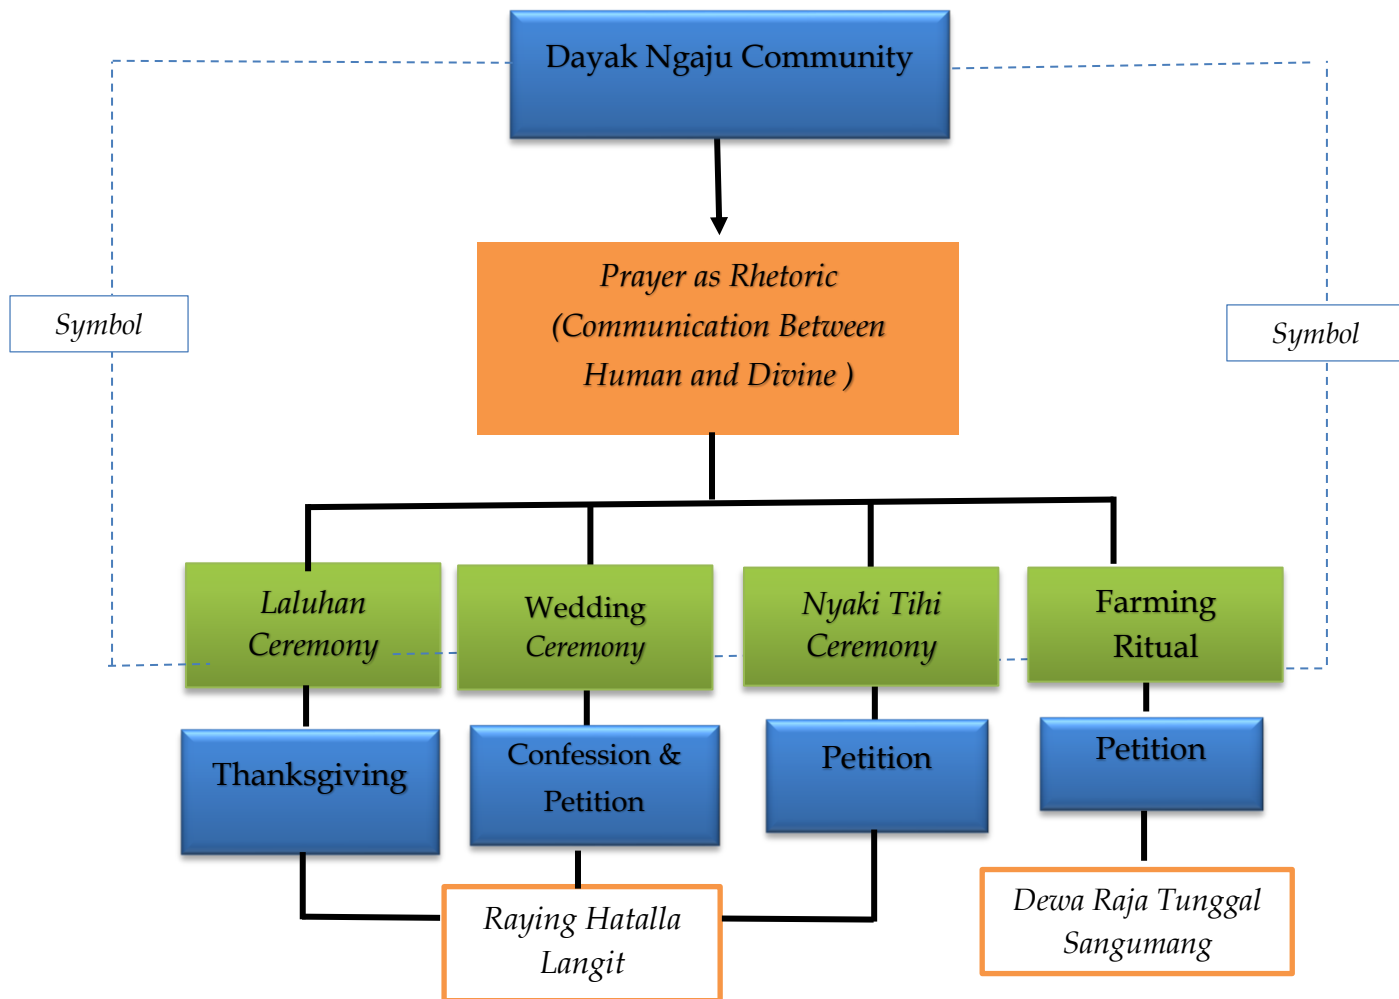 Dayak Ngaju Community
Prayer as Rhetoric
(Communication Between
Human and Divine )
Symbol
Symbol
Laluhan
Ceremony
Wedding
Ceremony
Nyaki Tihi
Ceremony
Farming
Ritual
Thanksgiving
Confession &
Petition
Petition
Petition
Raying Hatalla
Langit
Dewa Raja Tunggal
Sangumang